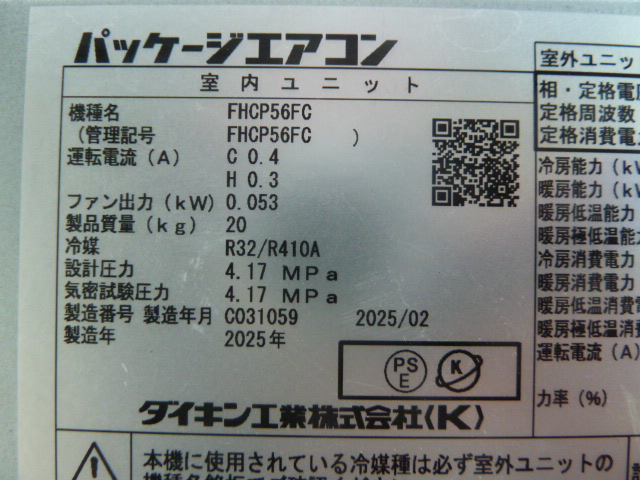 パッケージエアコン
室内ユニット
機種名 FHCP56FC
(管理記号 FHCP56FC )
運転電流(A) C 0.4
H 0.3
ファン出力(kW) 0.053
製品質量(kg) 20
冷媒 R32/R410A
設計圧力 4.17 MPa
気密試験圧力 4.17 MPa
製造番号 製造年月 C031059 2025/02
製造年 2025年
PS
E
K
ダイキン工業株式会社〈K〉
本機に使用されている冷媒種は必ず室外ユニットの
室外ユニッ
相・定格電
定格周波数
定格消費電
冷房能力(k
暖房能力(k
暖房低温能力
暖房極低温能
冷房消費電力
暖房消費電力
暖房低温消費
暖房極低温消
運転電流(A)
力率(%)